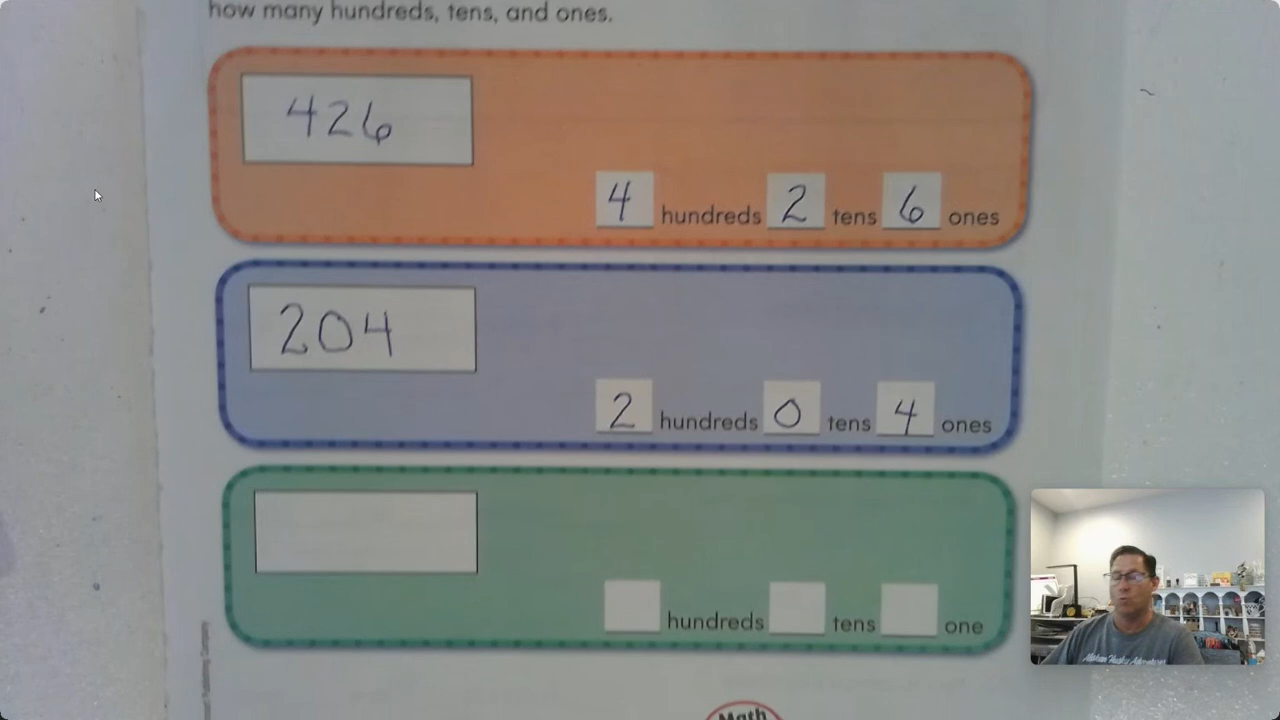 how many hundreds, tens, and ones.
426
4 hundreds 2 tens 6 ones
204
2 hundreds 0 tens 4 ones
hundreds tens one
Math